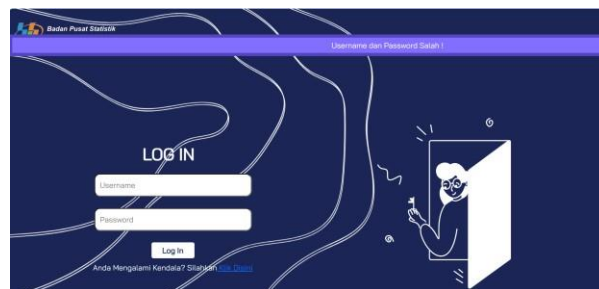 Badan Pusat Statistik
Username dan Password Salah !
LOG IN
Username
Password
Log In
Anda Mengalami Kendala? Silahkan Klik Disini